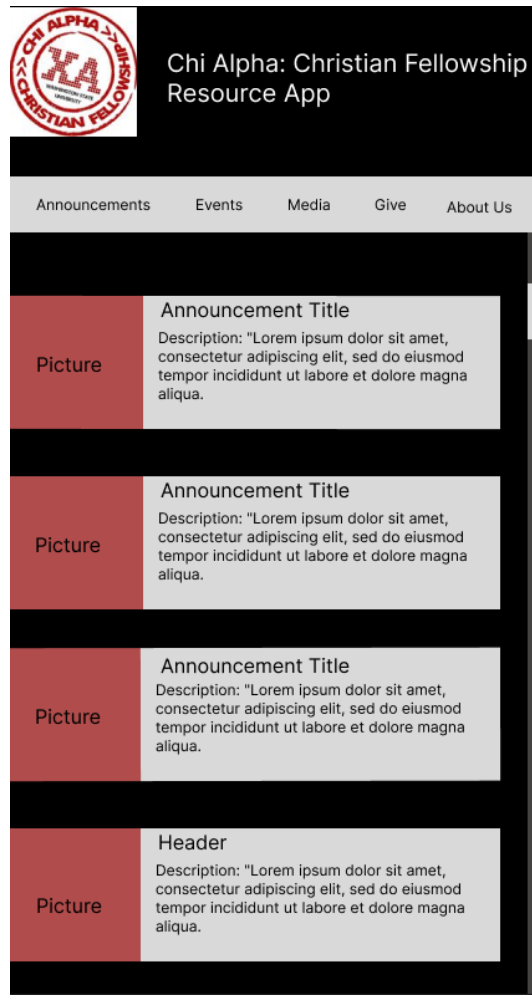 <<CHI ALPHA>>
CHRISTIAN FELLOWSHIP
XA
WASHINGTON STATE
UNIVERSITY
Chi Alpha: Christian Fellowship
Resource App
Announcements Events Media Give About Us
Announcement Title
Description: "Lorem ipsum dolor sit amet,
consectetur adipiscing elit, sed do eiusmod
tempor incididunt ut labore et dolore magna
aliqua.
Picture
Announcement Title
Description: "Lorem ipsum dolor sit amet,
consectetur adipiscing elit, sed do eiusmod
tempor incididunt ut labore et dolore magna
aliqua.
Picture
Announcement Title
Description: "Lorem ipsum dolor sit amet,
consectetur adipiscing elit, sed do eiusmod
tempor incididunt ut labore et dolore magna
aliqua.
Picture
Header
Description: "Lorem ipsum dolor sit amet,
consectetur adipiscing elit, sed do eiusmod
tempor incididunt ut labore et dolore magna
aliqua.
Picture